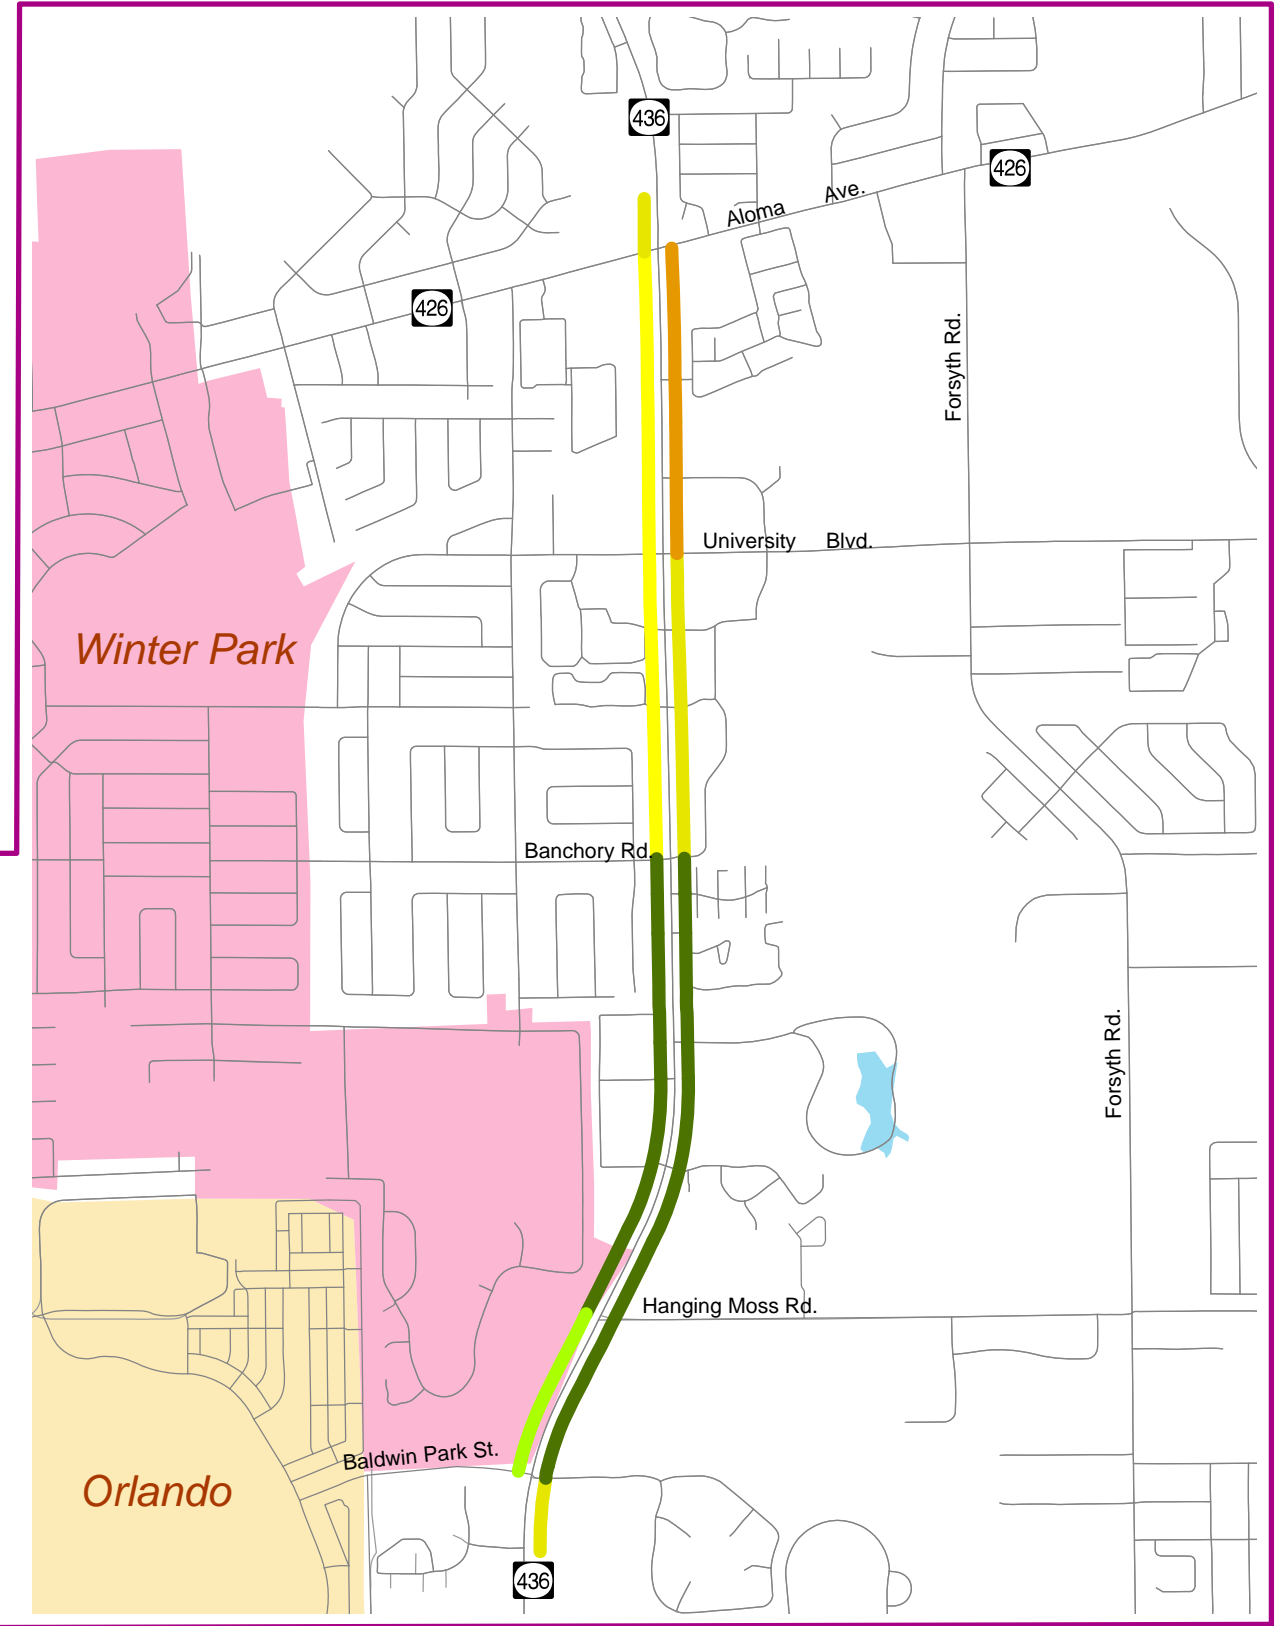 436
426
Aloma Ave.
426
Forsyth Rd.
University Blvd.
Winter Park
Banchory Rd.
Forsyth Rd.
Hanging Moss Rd.
Baldwin Park St.
Orlando
436